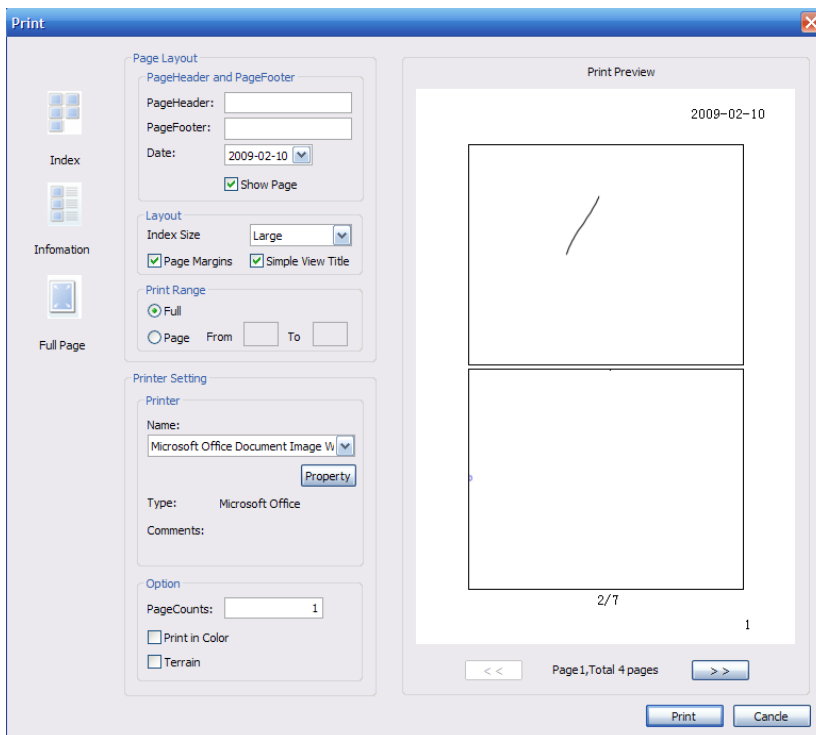 Print
Index
Infomation
Full Page
Page Layout
PageHeader and PageFooter
PageHeader:
PageFooter:
Date: 2009-02-10
Show Page
Layout
Index Size Large
Page Margins Simple View Title
Print Range
Full
Page From To
Printer Setting
Printer
Name:
Microsoft Office Document Image W
Property
Type: Microsoft Office
Comments:
Option
PageCounts: 1
Print in Color
Terrain
Print Preview
2009-02-10
2/7
1
<< Page1,Total 4 pages >>
Print Cancle